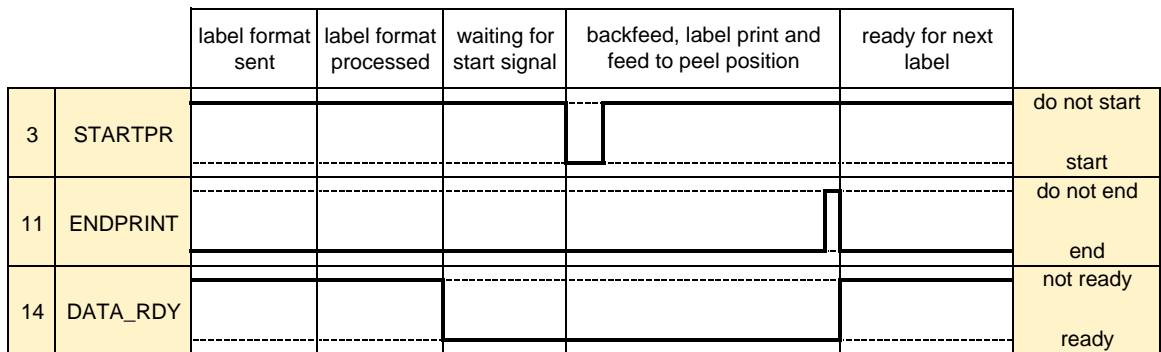 label format
sent
label format
processed
waiting for
start signal
backfeed, label print and
feed to peel position
ready for next
label
3 STARTPR
do not start
start
11 ENDPRINT
do not end
end
14 DATA_RDY
not ready
ready